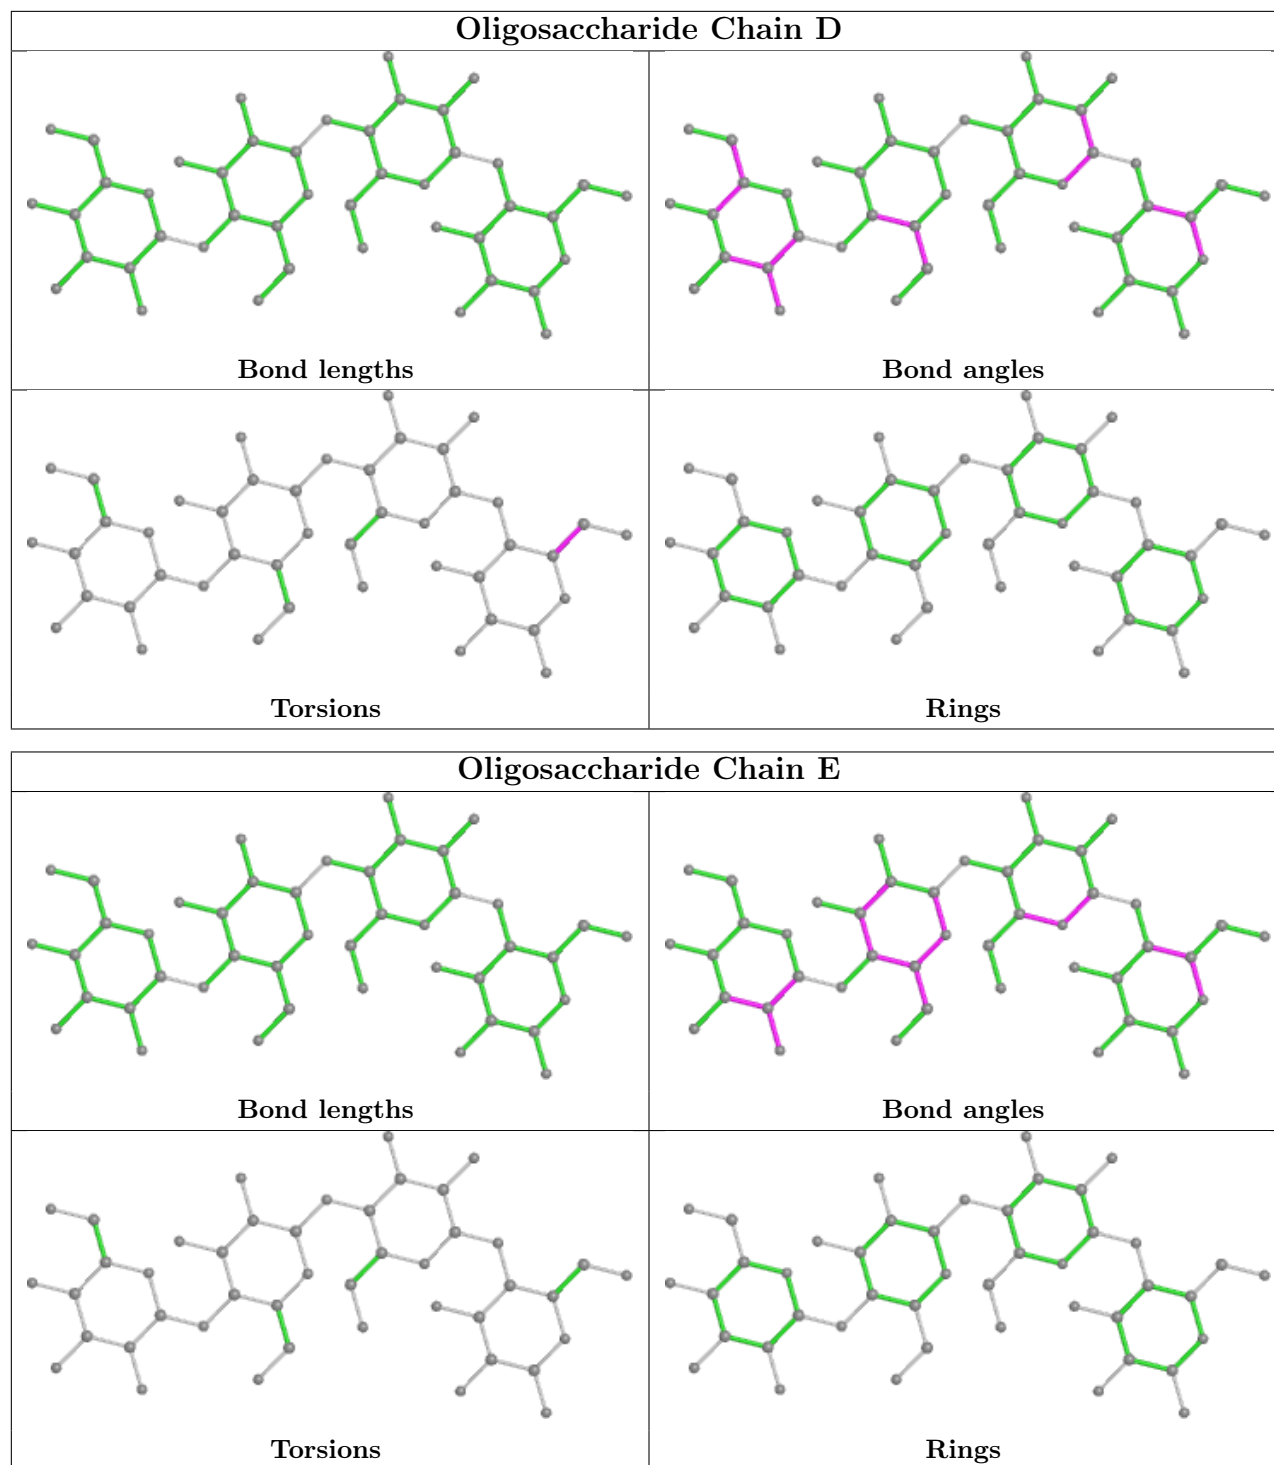 Oligosaccharide Chain D
Bond lengths
Bond angles
Torsions
Rings
Oligosaccharide Chain E
Bond lengths
Bond angles
Torsions
Rings